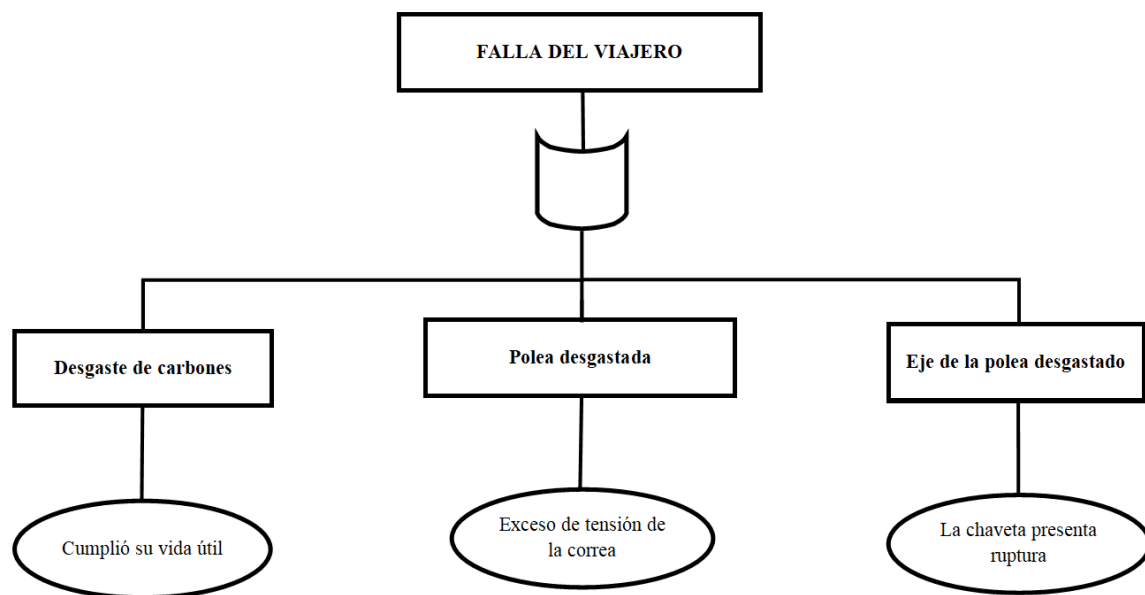 FALLA DEL VIAJERO
Desgaste de carbones
Polea desgastada
Eje de la polea desgastado
Cumplió su vida útil
Exceso de tensión de
la correa
La chaveta presenta
ruptura